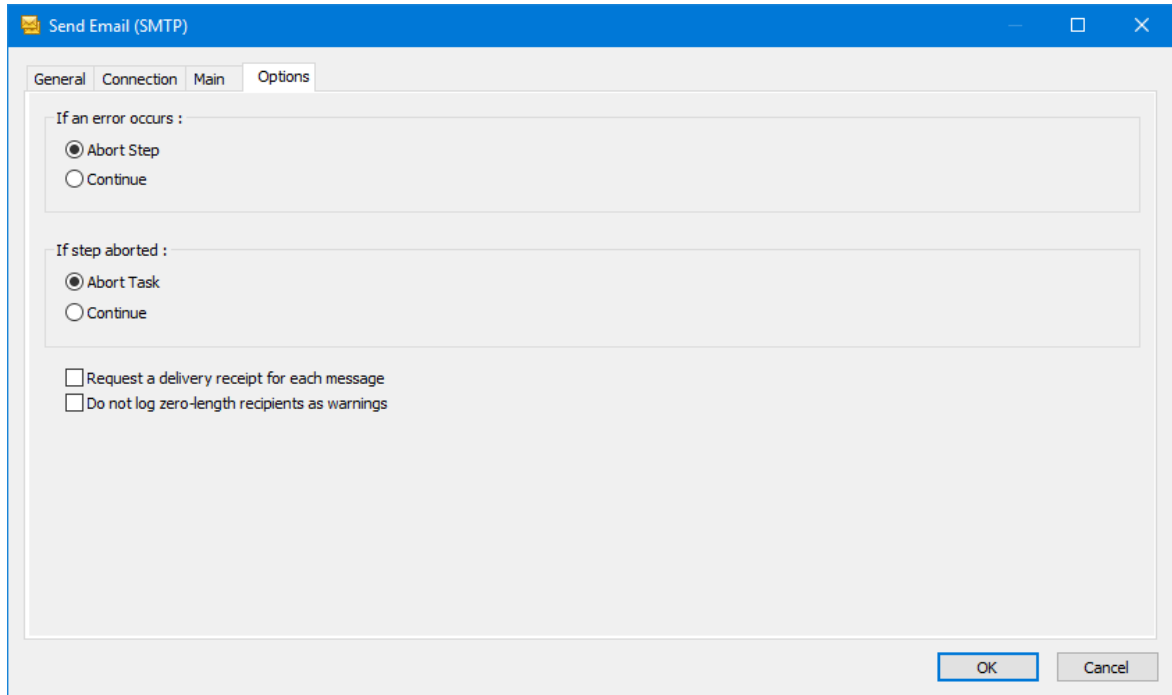 Send Email (SMTP)
General Connection Main Options
If an error occurs :
Abort Step
Continue
If step aborted :
Abort Task
Continue
Request a delivery receipt for each message
Do not log zero-length recipients as warnings
OK Cancel